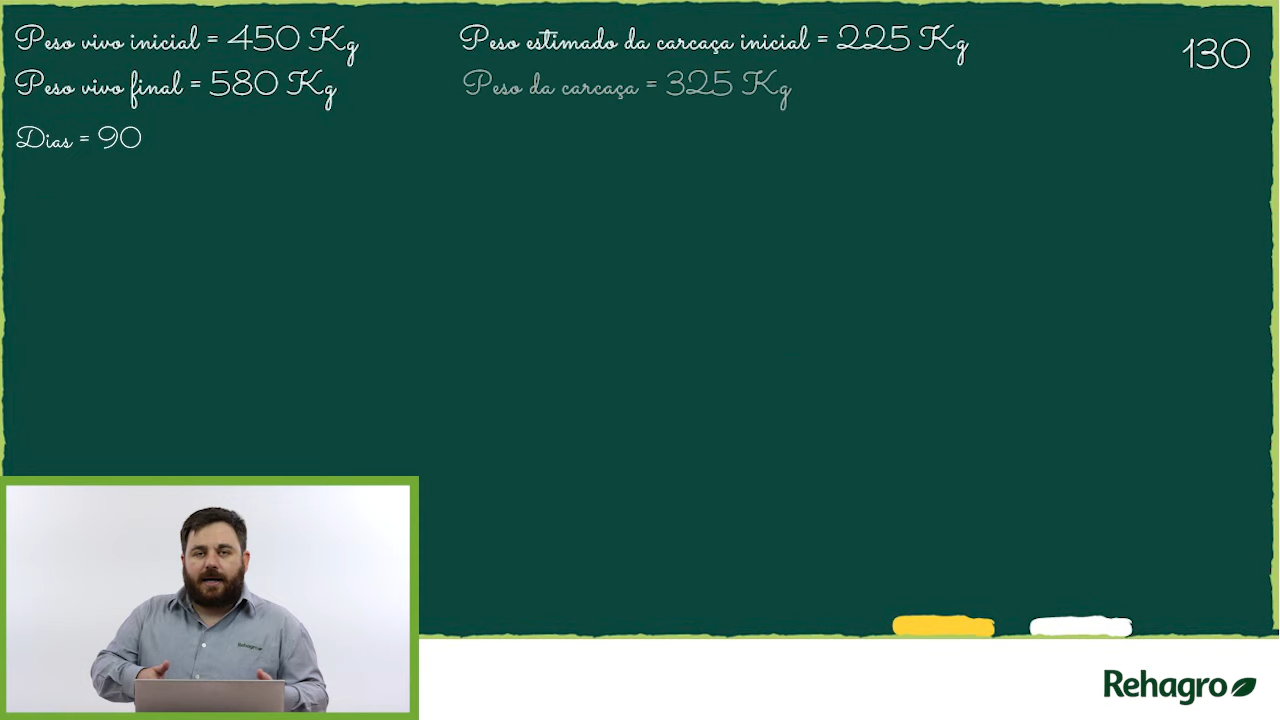 Peso vivo inicial = 450 Kg
Peso vivo final = 580 Kg
Dias = 90
Peso estimado da carcaça inicial = 225 Kg
Peso da carcaça = 325 Kg
130
Rehagro
Rehagro